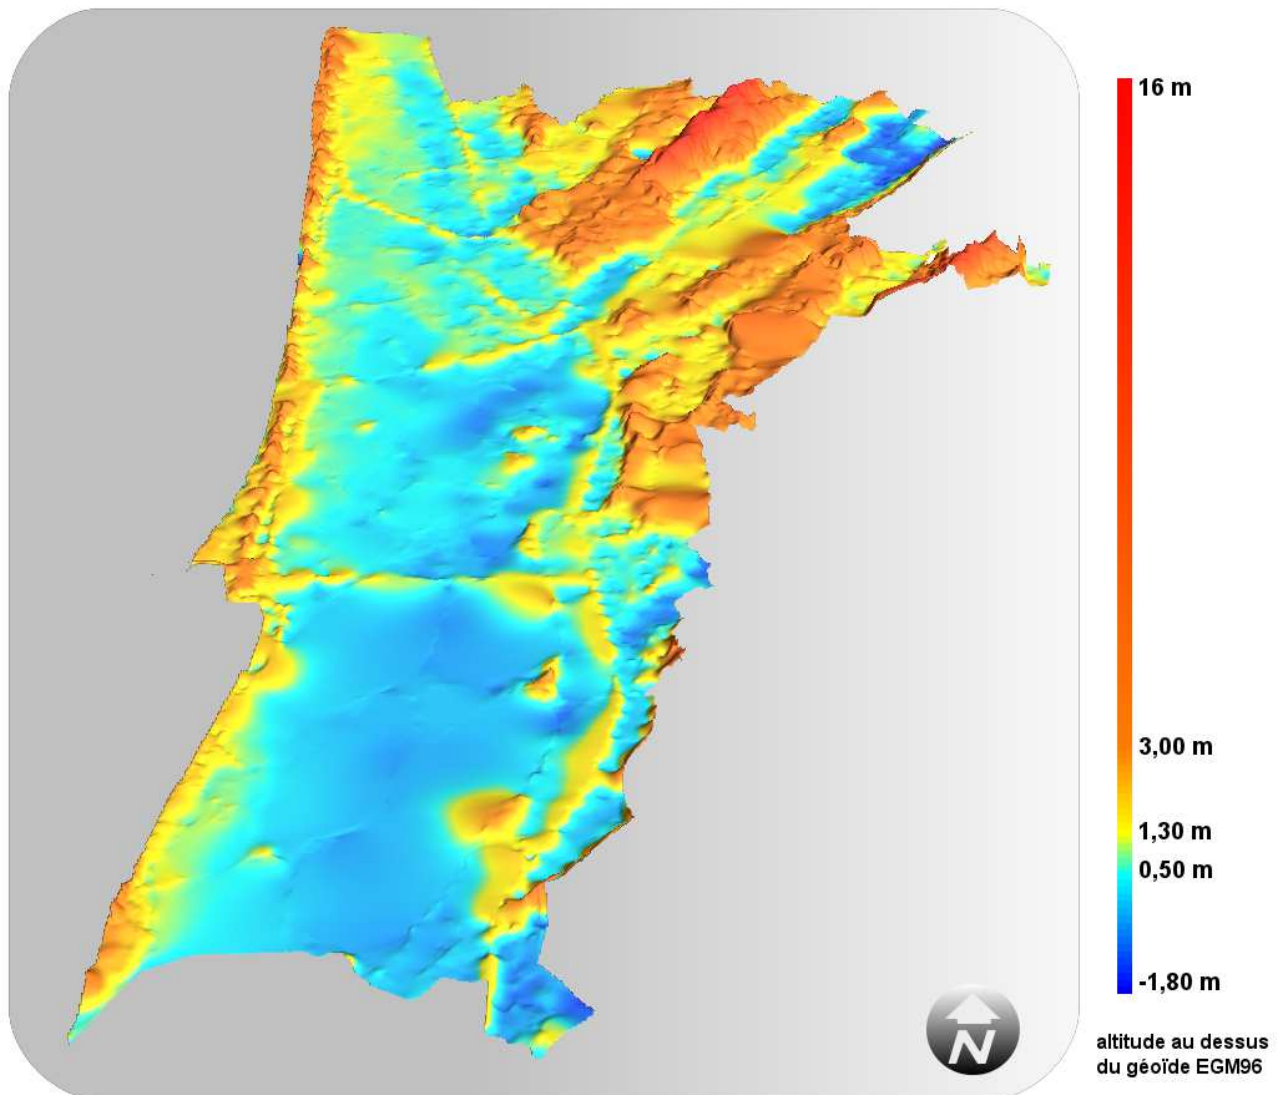 16 m
3,00 m
1,30 m
0,50 m
-1,80 m
N
altitude au dessus
du géoïde EGM96